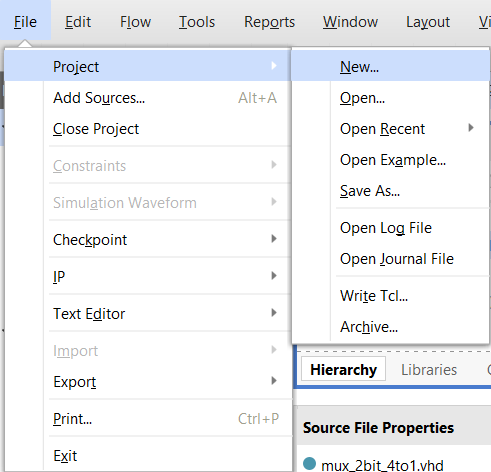 File Edit Flow Tools Reports Window Layout
Project
Add Sources... Alt+A
Close Project
Constraints
Simulation Waveform
Checkpoint
IP
Text Editor
Import
Export
Print... Ctrl+P
Exit
New...
Open...
Open Recent
Open Example...
Save As...
Open Log File
Open Journal File
Write Tcl...
Archive...
Hierarchy Libraries
Source File Properties
mux_2bit_4to1.vhd